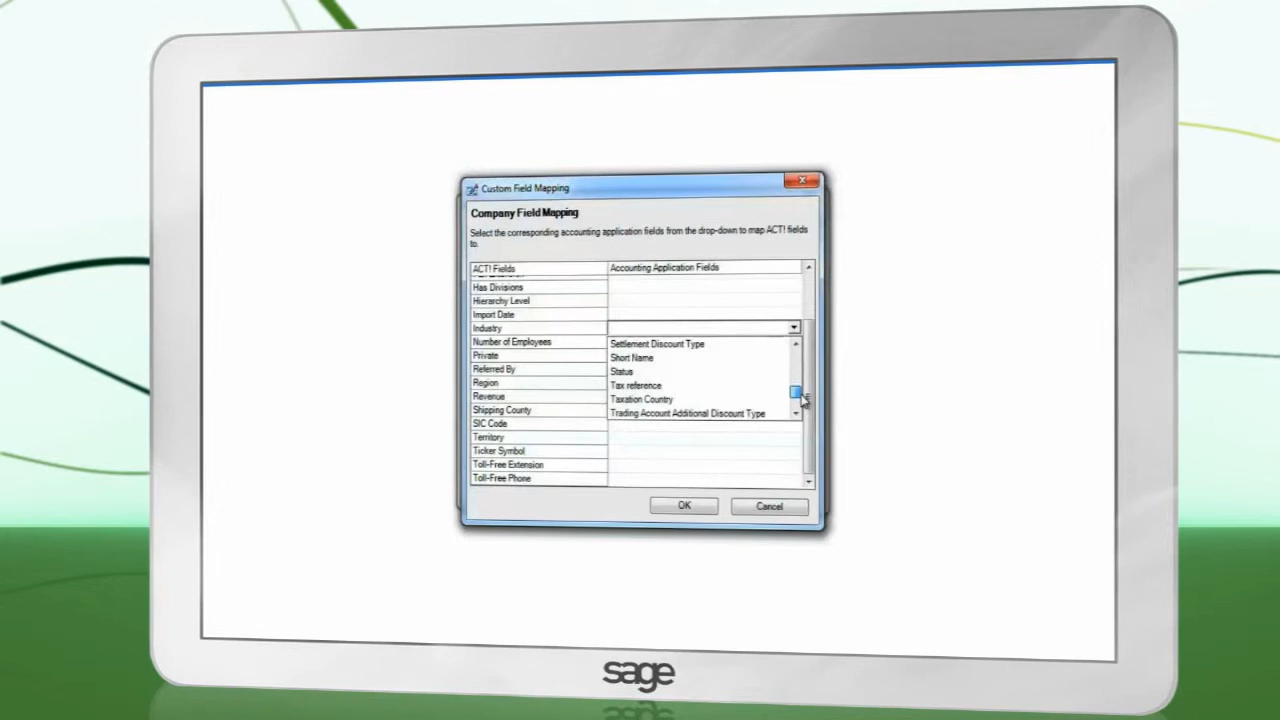 Custom Field Mapping
Company Field Mapping
Select the corresponding accounting application fields from the drop-down to map ACT! fields
to.
ACT! Fields Accounting Application Fields
Has Divisions
Hierarchy Level
Import Date
Industry
Number of Employees Settlement Discount Type
Private Short Name
Referred By Status
Region Tax reference
Revenue Taxation Country
Shipping County Trading Account Additional Discount Type
SIC Code
Territory
Ticker Symbol
Toll-Free Extension
Toll-Free Phone
OK Cancel
sage